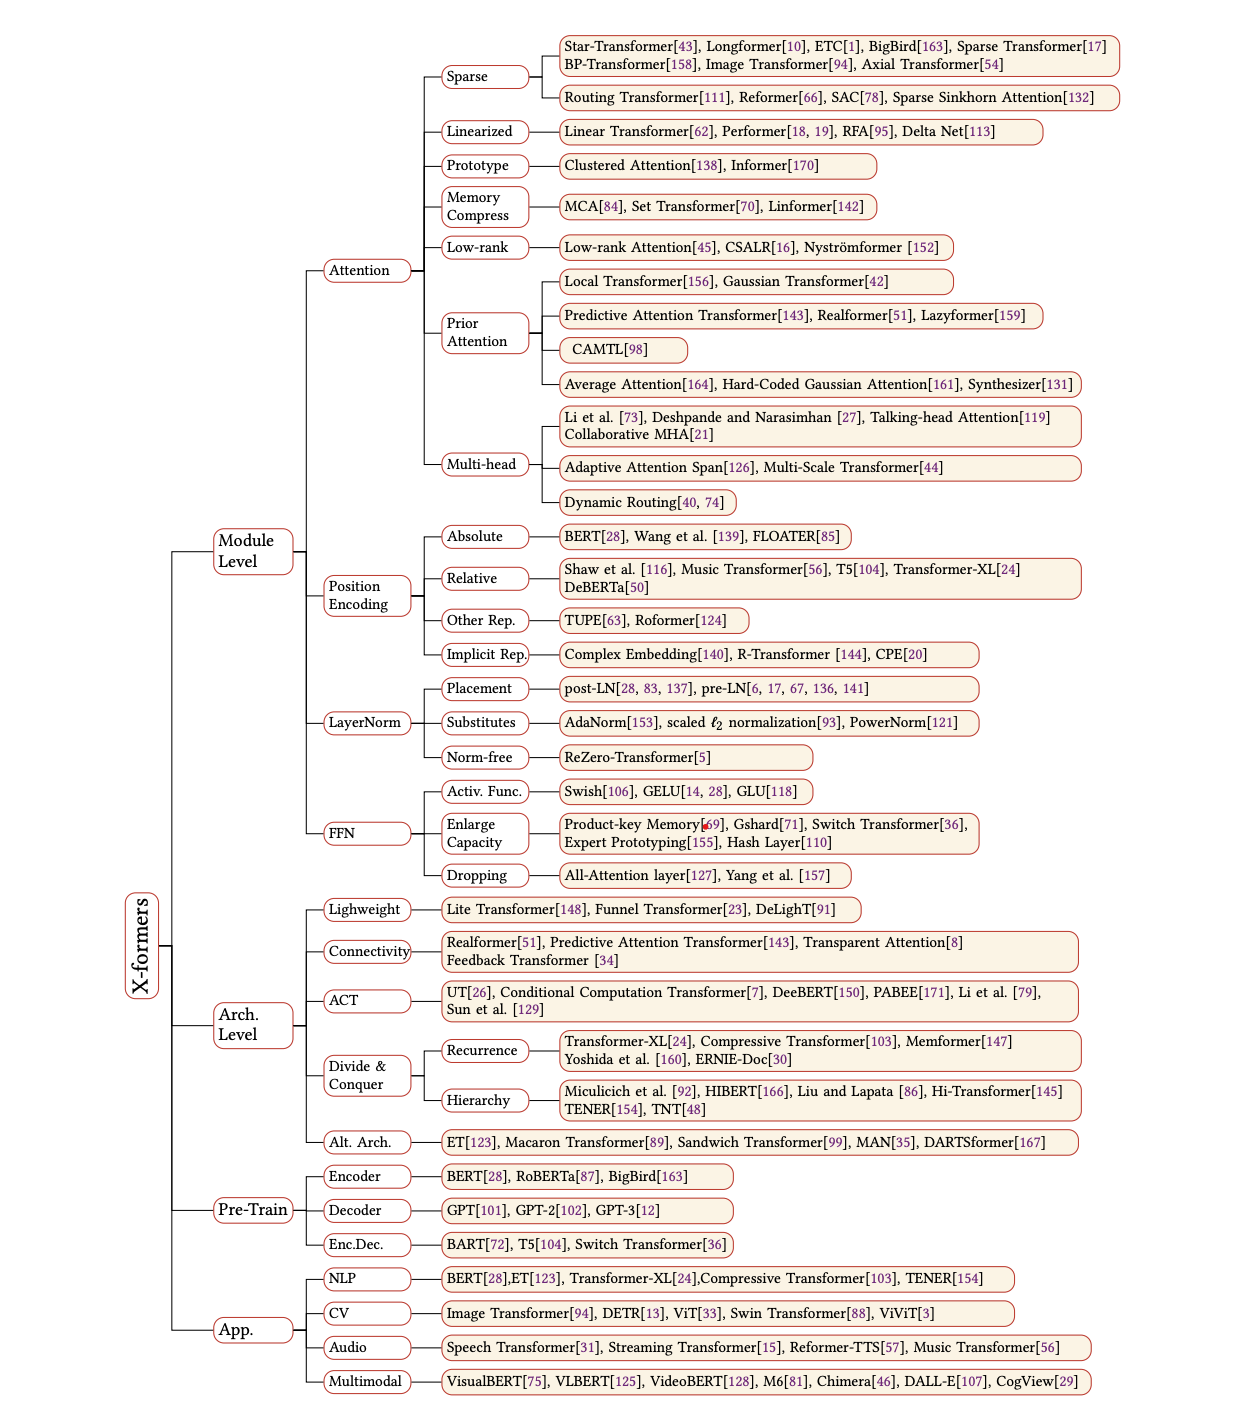 X-formers
Module
Level
Attention
Sparse
Star-Transformer[43], Longformer[10], ETC[1], BigBird[163], Sparse Transformer[17]
BP-Transformer[158], Image Transformer[94], Axial Transformer[54]
Routing Transformer[111], Reformer[66], SAC[78], Sparse Sinkhorn Attention[132]
Linearized
Linear Transformer[62], Performer[18, 19], RFA[95], Delta Net[113]
Prototype
Clustered Attention[138], Informer[170]
Memory
Compress
MCA[84], Set Transformer[70], Linformer[142]
Low-rank
Low-rank Attention[45], CSALR[16], Nyströmformer [152]
Prior
Attention
Local Transformer[156], Gaussian Transformer[42]
Predictive Attention Transformer[143], Realformer[51], Lazyformer[159]
CAMTL[98]
Average Attention[164], Hard-Coded Gaussian Attention[161], Synthesizer[131]
Multi-head
Li et al. [73], Deshpande and Narasimhan [27], Talking-head Attention[119]
Collaborative MHA[21]
Adaptive Attention Span[126], Multi-Scale Transformer[44]
Dynamic Routing[40, 74]
Position
Encoding
Absolute
BERT[28], Wang et al. [139], FLOATER[85]
Relative
Shaw et al. [116], Music Transformer[56], T5[104], Transformer-XL[24]
DeBERTa[50]
Other Rep.
TUPE[63], Roformer[124]
Implicit Rep.
Complex Embedding[140], R-Transformer [144], CPE[20]
LayerNorm
Placement
post-LN[28, 83, 137], pre-LN[6, 17, 67, 136, 141]
Substitutes
AdaNorm[153], scaled ℓ2 normalization[93], PowerNorm[121]
Norm-free
ReZero-Transformer[5]
FFN
Activ. Func.
Swish[106], GELU[14, 28], GLU[118]
Enlarge
Capacity
Product-key Memory[69], Gshard[71], Switch Transformer[36],
Expert Prototyping[155], Hash Layer[110]
Dropping
All-Attention layer[127], Yang et al. [157]
Arch.
Level
Lighweight
Lite Transformer[148], Funnel Transformer[23], DeLighT[91]
Connectivity
Realformer[51], Predictive Attention Transformer[143], Transparent Attention[8]
Feedback Transformer [34]
ACT
UT[26], Conditional Computation Transformer[7], DeeBERT[150], PABEE[171], Li et al. [79],
Sun et al. [129]
Divide &
Conquer
Recurrence
Transformer-XL[24], Compressive Transformer[103], Memformer[147]
Yoshida et al. [160], ERNIE-Doc[30]
Hierarchy
Miculicich et al. [92], HIBERT[166], Liu and Lapata [86], Hi-Transformer[145]
TENER[154], TNT[48]
Alt. Arch.
ET[123], Macaron Transformer[89], Sandwich Transformer[99], MAN[35], DARTSformer[167]
Pre-Train
Encoder
BERT[28], RoBERTa[87], BigBird[163]
Decoder
GPT[101], GPT-2[102], GPT-3[12]
Enc.Dec.
BART[72], T5[104], Switch Transformer[36]
App.
NLP
BERT[28],ET[123], Transformer-XL[24],Compressive Transformer[103], TENER[154]
CV
Image Transformer[94], DETR[13], ViT[33], Swin Transformer[88], ViViT[3]
Audio
Speech Transformer[31], Streaming Transformer[15], Reformer-TTS[57], Music Transformer[56]
Multimodal
VisualBERT[75], VLBERT[125], VideoBERT[128], M6[81], Chimera[46], DALL-E[107], CogView[29]